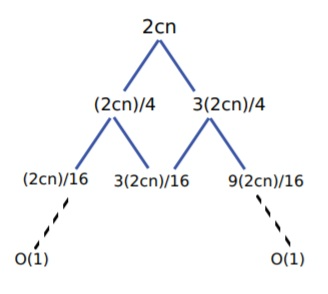 2cn
(2cn)/4 3(2cn)/4
(2cn)/16 3(2cn)/16 9(2cn)/16
O(1) O(1)